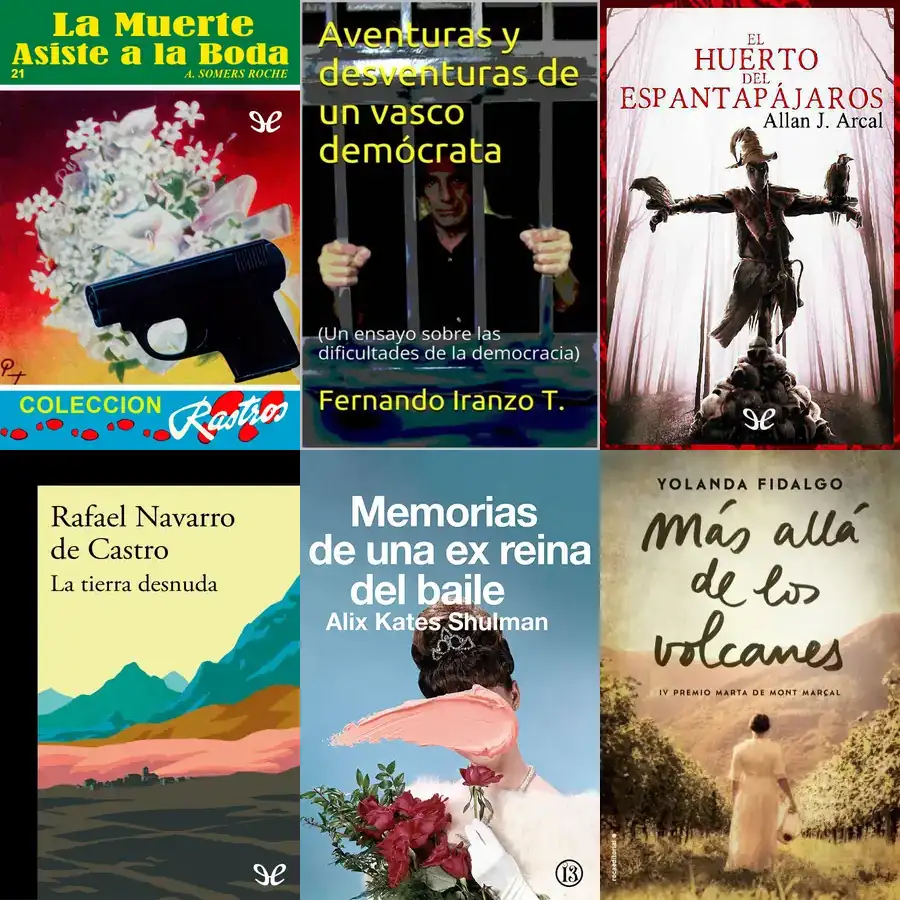 La Muerte
Asiste a la Boda
21
A. SOMERS ROCHE
COLECCION
Rastros
Aventuras y
desventuras de
un vasco
demócrata
(Un ensayo sobre las
dificultades de la democracia)
Fernando Iranzo T.
EL
HUERTO
DEL
ESPANTAPÁJAROS
Allan J. Arcal
Rafael Navarro
de Castro
La tierra desnuda
Memorias
de una ex reina
del baile
Alix Kates Shulman
13
YOLANDA FIDALGO
Más allá
de los
volcanes
IV PREMIO MARTA DE MONT MARÇAL
rocaeditorial